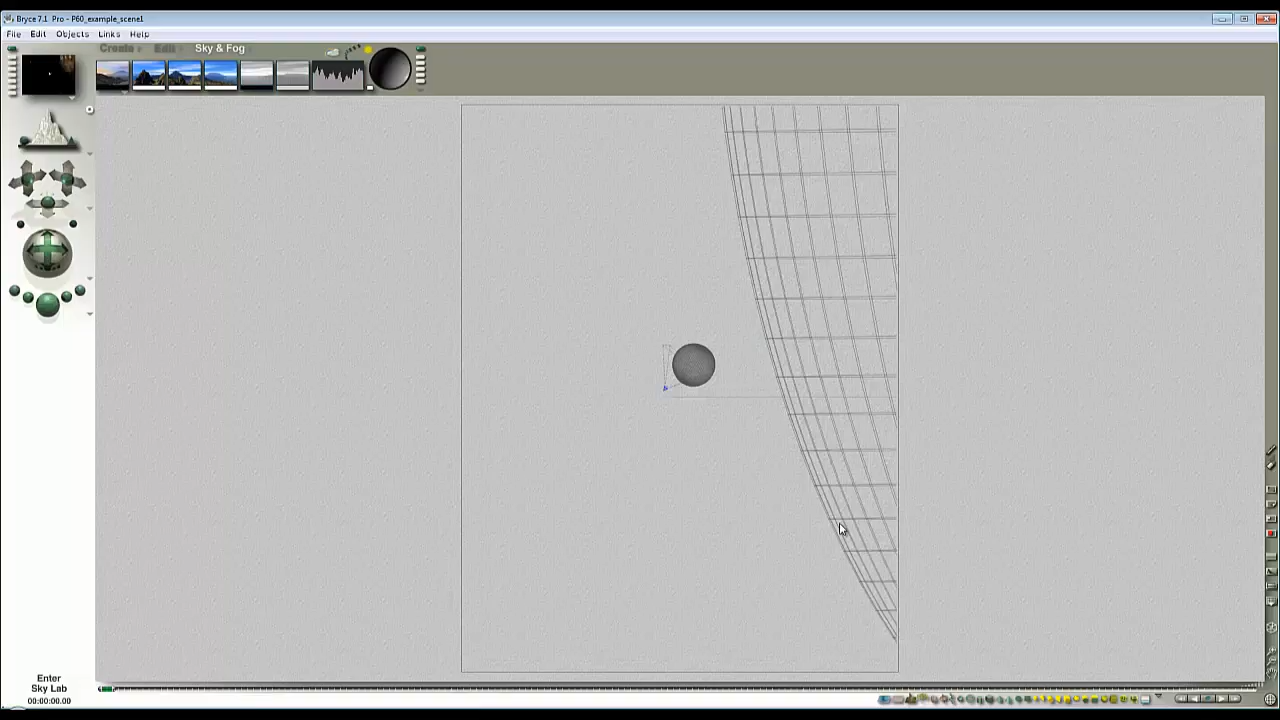 Bryce 7.1 Pro - P60_example_scene1
File Edit Objects Links Help
Create Edit Sky & Fog
Enter
Sky Lab
00:00:00.00